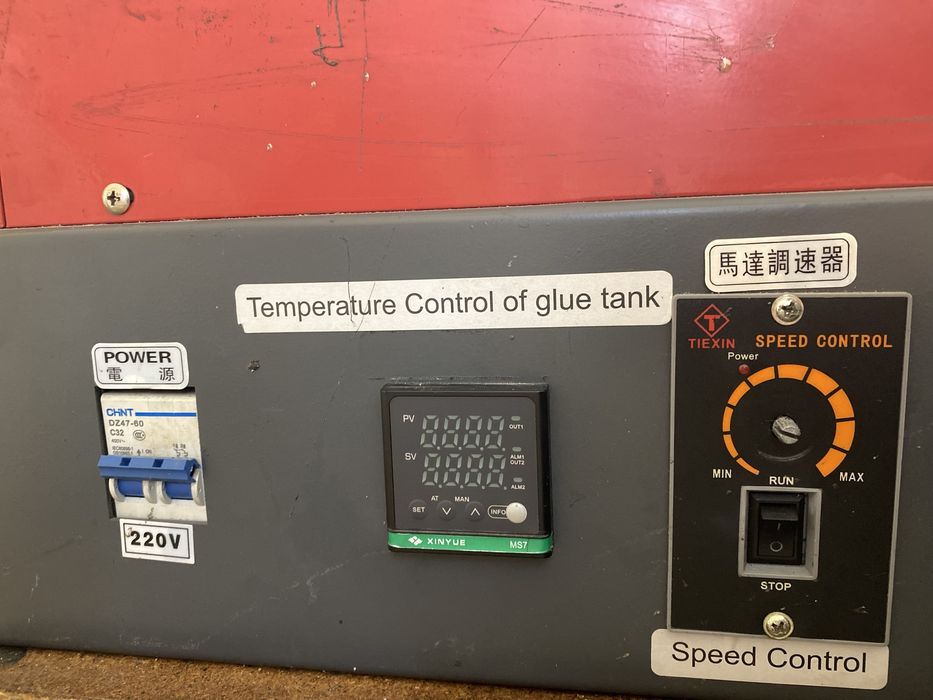 Temperature Control of glue tank
POWER
電 源
CHNT
DZ47-60
C32
220V
PV
SV
OUT1
ALM1
OUT2
ALM2
AT
MAN
SET
INFO
XINYUE
MS7
馬達調速器
T
TIEXIN
SPEED CONTROL
Power
MIN
MAX
RUN
STOP
Speed Control